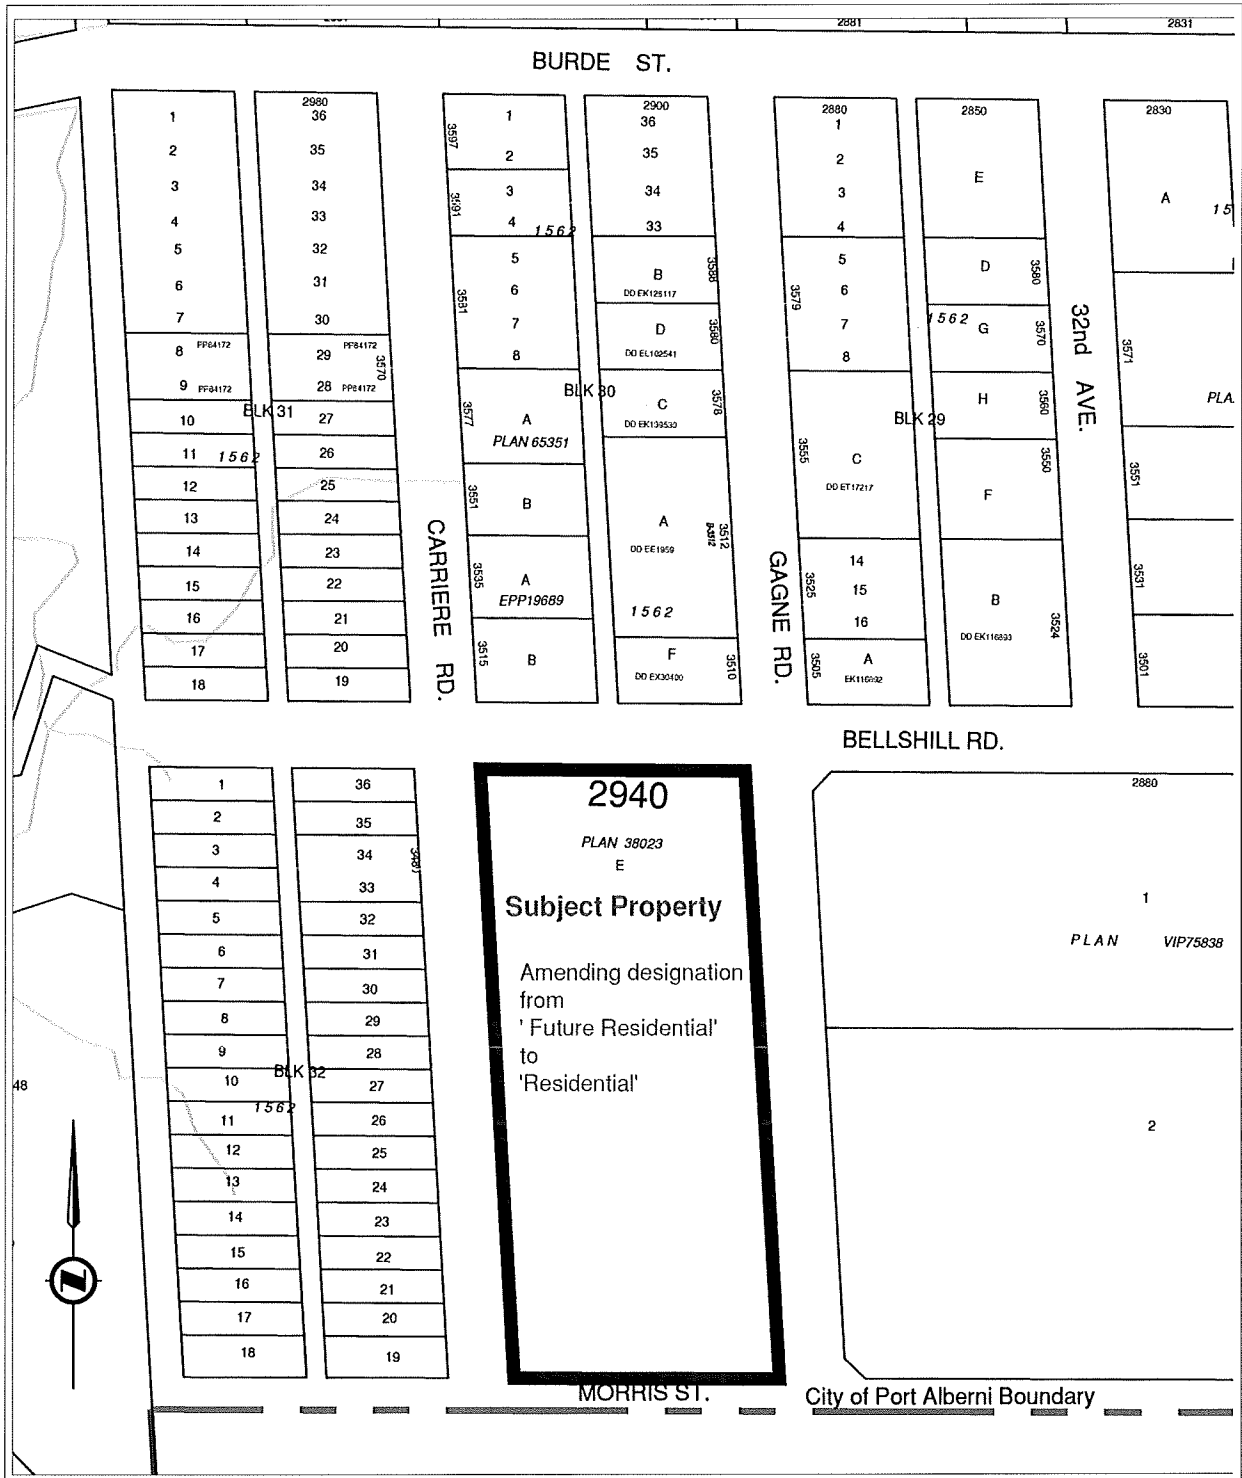 2881
2831
BURDE ST.
1
2
3
4
5
6
7
8 PP84172
9 PP84172
10
11
12
13
14
15
16
17
18
2980
36
35
34
33
32
31
30
29 PP84172
28 PP84172
27
26
25
24
23
22
21
20
19
3570
BLK 31
1562
CARRIERE RD.
3597
3591
3581
3577
3551
3535
3515
1
2
3
4
5
6
7
8
A
PLAN 65351
B
A
EPP19689
B
1562
BLK 30
2900
36
35
34
33
B
DD EK126117
D
DD EL102541
C
DD EK139533
A
DD EE1959
1562
F
DD EX30400
3588
3580
3578
3512
3510
GAGNE RD.
2880
1
2
3
4
5
6
7
8
C
DD ET17217
14
15
16
A
EK116892
3579
3555
3525
3505
1562
BLK 29
2850
E
D
G
H
F
B
DD EK116893
3580
3570
3560
3550
3524
32nd AVE.
2830
A
15
3571
PLA
3551
3531
3501
BELLSHILL RD.
1
2
3
4
5
6
7
8
9
10
11
12
13
14
15
16
17
18
36
35
34
33
32
31
30
29
28
27
26
25
24
23
22
21
20
19
BLK 32
1562
2940
PLAN 38023
E
Subject Property
Amending designation
from
' Future Residential'
to
'Residential'
2880
1
PLAN VIP75838
2
48
Z
MORRIS ST.
City of Port Alberni Boundary